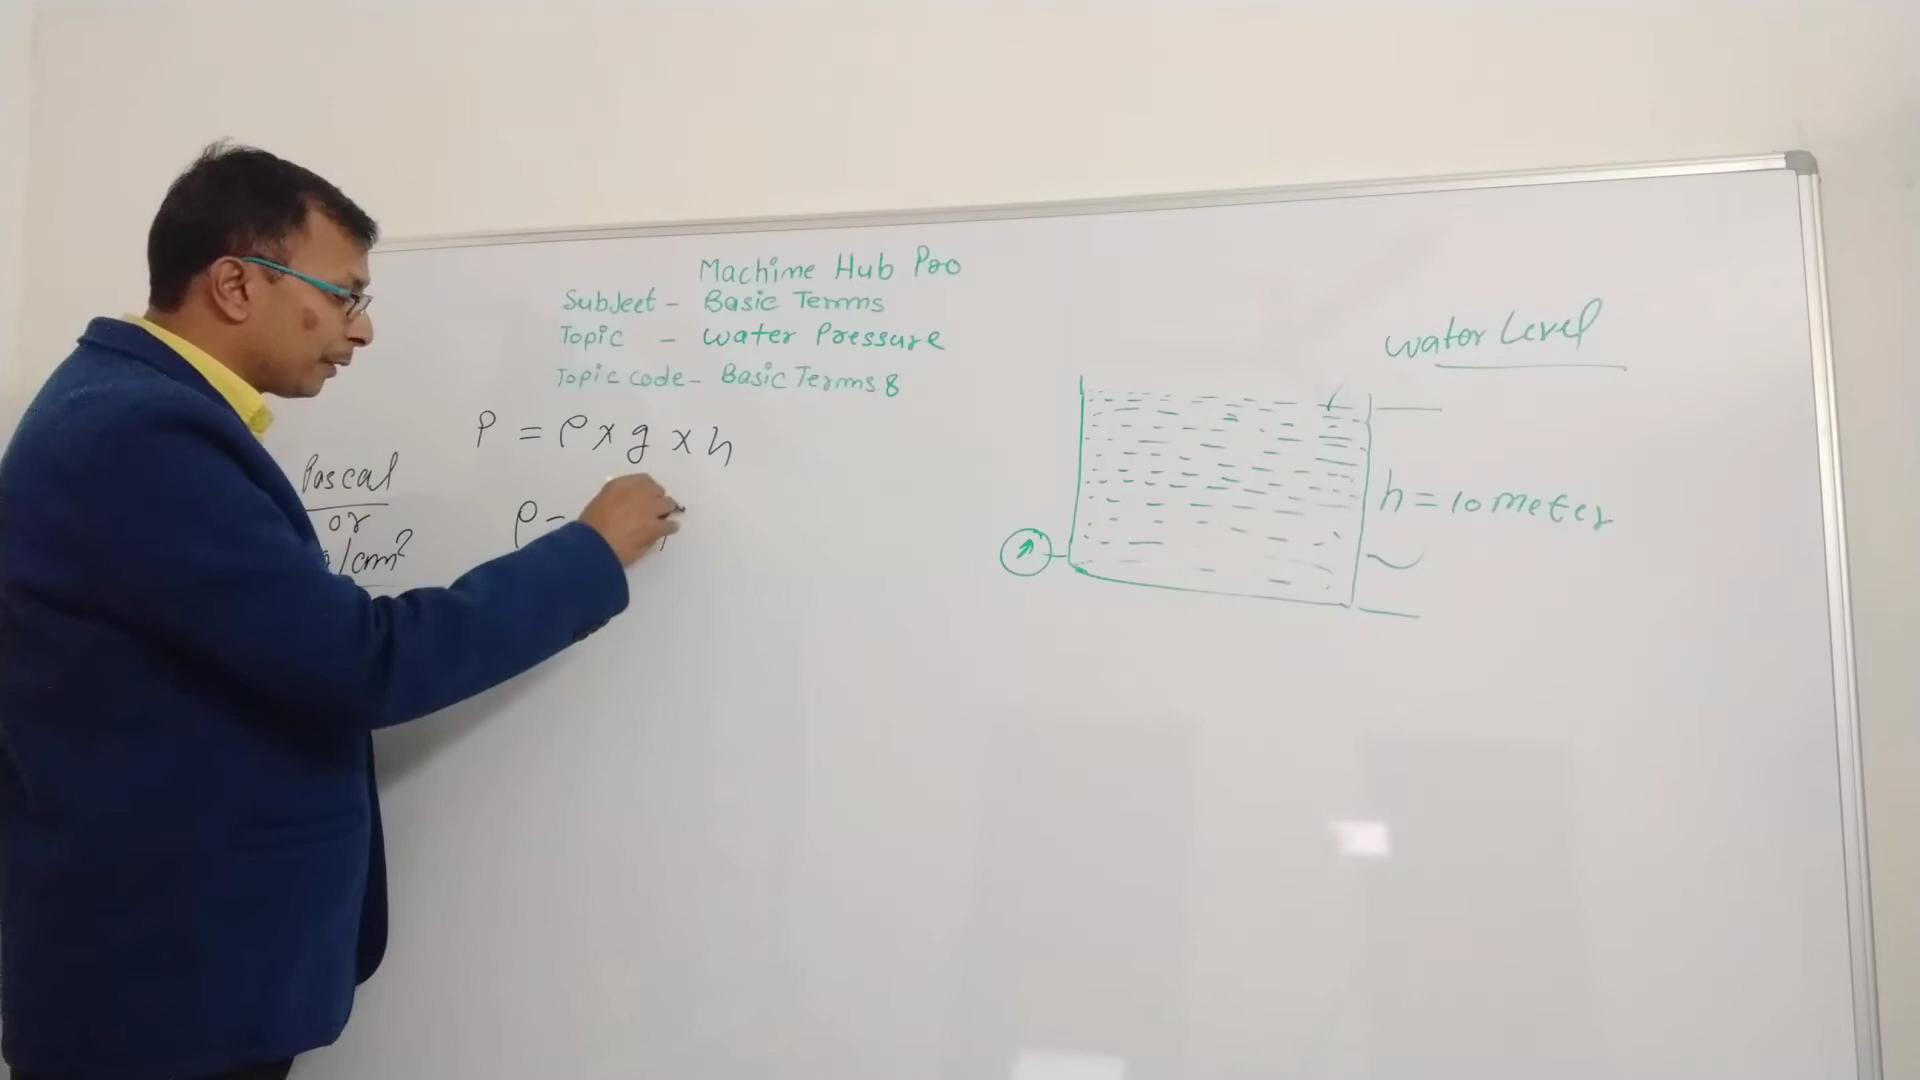 Machine Hub Pro
Subject - Basic Terms
Topic - Water Pressure
Topic code - Basic Terms 8
P = ρ x g x h
Pascal
or
/cm²
ρ =
Water Level
h = 10 meter